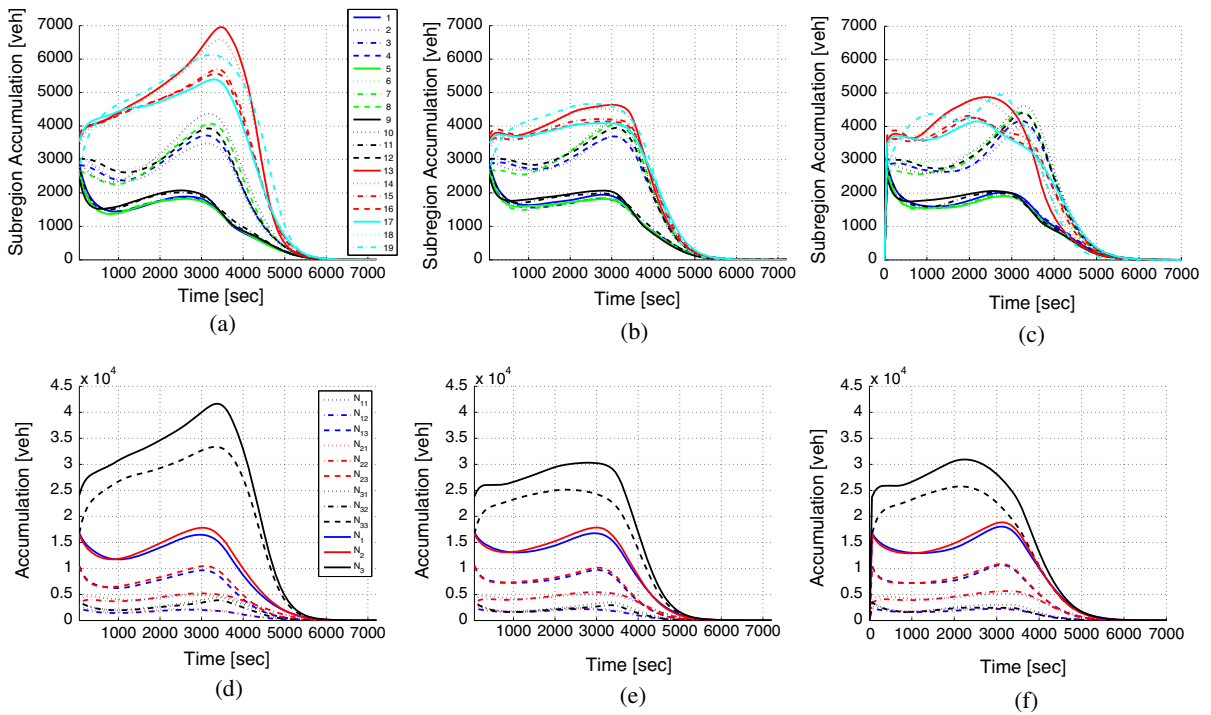 Subregion Accumulation [veh]
7000
6000
5000
4000
3000
2000
1000
0
1000 2000 3000 4000 5000 6000 7000
Time [sec]
(a)
1
2
3
4
5
6
7
8
9
10
11
12
13
14
15
16
17
18
19
Subregion Accumulation [veh]
7000
6000
5000
4000
3000
2000
1000
0
1000 2000 3000 4000 5000 6000 7000
Time [sec]
(b)
Subregion Accumulation [veh]
7000
6000
5000
4000
3000
2000
1000
0
0 1000 2000 3000 4000 5000 6000 7000
Time [sec]
(c)
Accumulation [veh]
x 10^4
4.5
4
3.5
3
2.5
2
1.5
1
0.5
0
1000 2000 3000 4000 5000 6000 7000
Time [sec]
(d)
N11
N12
N13
N21
N22
N23
N31
N32
N33
N1
N2
N3
Accumulation [veh]
x 10^4
4.5
4
3.5
3
2.5
2
1.5
1
0.5
0
1000 2000 3000 4000 5000 6000 7000
Time [sec]
(e)
Accumulation [veh]
x 10^4
4.5
4
3.5
3
2.5
2
1.5
1
0.5
0
0 1000 2000 3000 4000 5000 6000 7000
Time [sec]
(f)